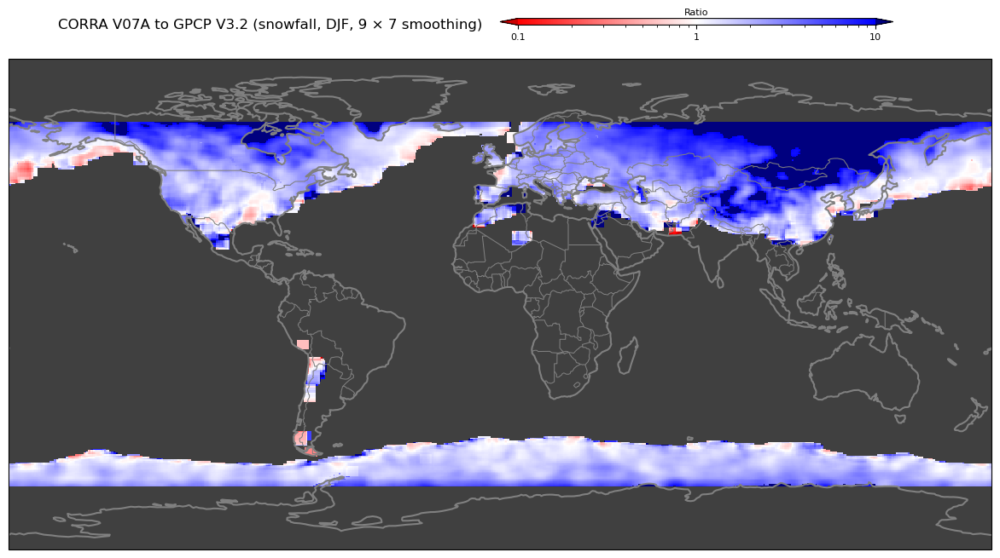 CORRA V07A to GPCP V3.2 (snowfall, DJF, 9 × 7 smoothing)
Ratio
0.1 1 10